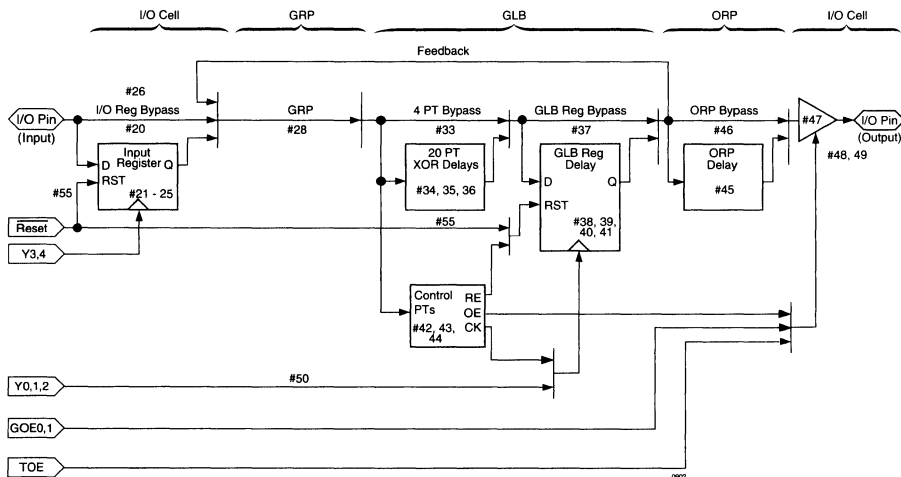 I/O Cell
GRP
GLB
ORP
I/O Cell
Feedback
#26
I/O Reg Bypass
#20
I/O Pin
(Input)
GRP
#28
4 PT Bypass
#33
GLB Reg Bypass
#37
ORP Bypass
#46
#47
I/O Pin
(Output)
#48, 49
Input
Register
D
Q
RST
#21 - 25
#55
20 PT
XOR Delays
#34, 35, 36
GLB Reg
Delay
D
Q
RST
#38, 39,
40, 41
ORP
Delay
#45
Reset
#55
Y3,4
Control
PTs
RE
OE
CK
#42, 43,
44
Y0,1,2
#50
GOE0,1
TOE
0902